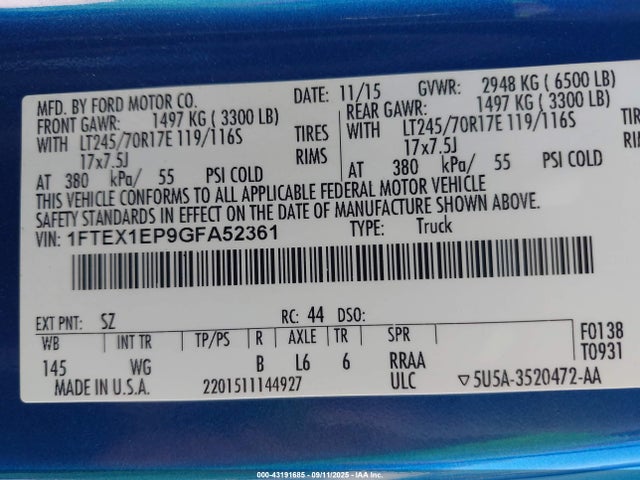 MFD. BY FORD MOTOR CO.
DATE: 11/15 GVWR: 2948 KG ( 6500 LB)
FRONT GAWR: 1497 KG ( 3300 LB) REAR GAWR: 1497 KG ( 3300 LB)
WITH LT245/70R17E 119/116S TIRES WITH LT245/70R17E 119/116S TIRES
17x7.5J RIMS 17x7.5J RIMS
AT 380 kPa/ 55 PSI COLD AT 380 kPa/ 55 PSI COLD
THIS VEHICLE CONFORMS TO ALL APPLICABLE FEDERAL MOTOR VEHICLE
SAFETY STANDARDS IN EFFECT ON THE DATE OF MANUFACTURE SHOWN ABOVE.
VIN: 1FTEX1EP9GFA52361 TYPE: Truck
EXT PNT: SZ RC: 44 DSO:
WB INT TR TP/PS R AXLE TR SPR F0138
145 WG B L6 6 RRAA T0931
MADE IN U.S.A. 2201511144927 ULC ▽5U5A-3520472-AA
000-43191685 - 09/11/2025 - IAAI.COM